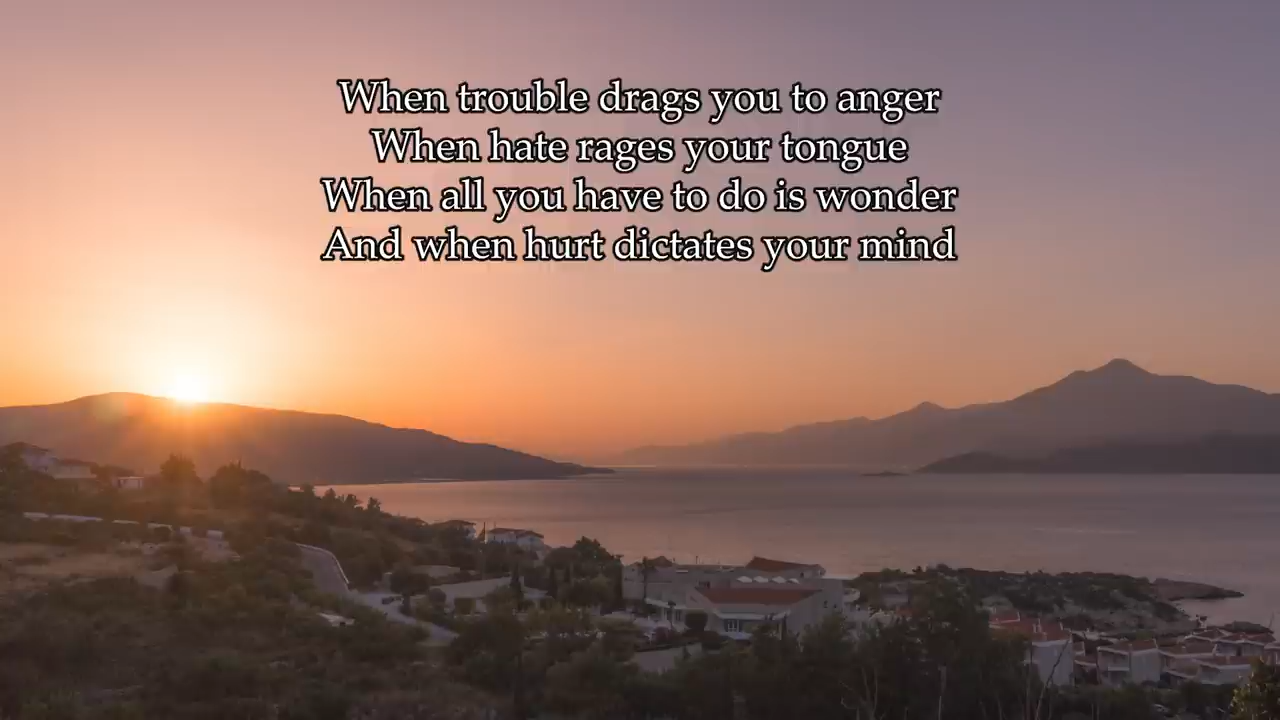 When trouble drags you to anger
When hate rages your tongue
When all you have to do is wonder
And when hurt dictates your mind